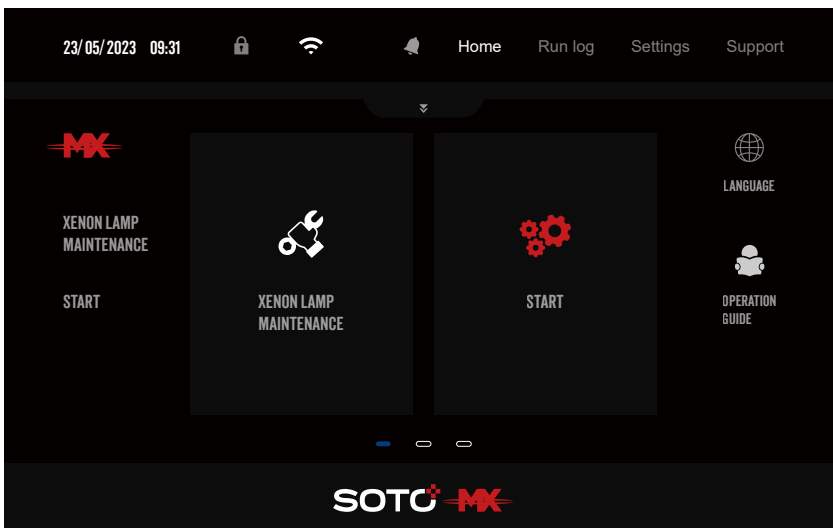 23/05/2023 09:31 Home Run log Settings Support
MX
XENON LAMP
MAINTENANCE
START
XENON LAMP
MAINTENANCE
START
LANGUAGE
OPERATION
GUIDE
SOTO MX